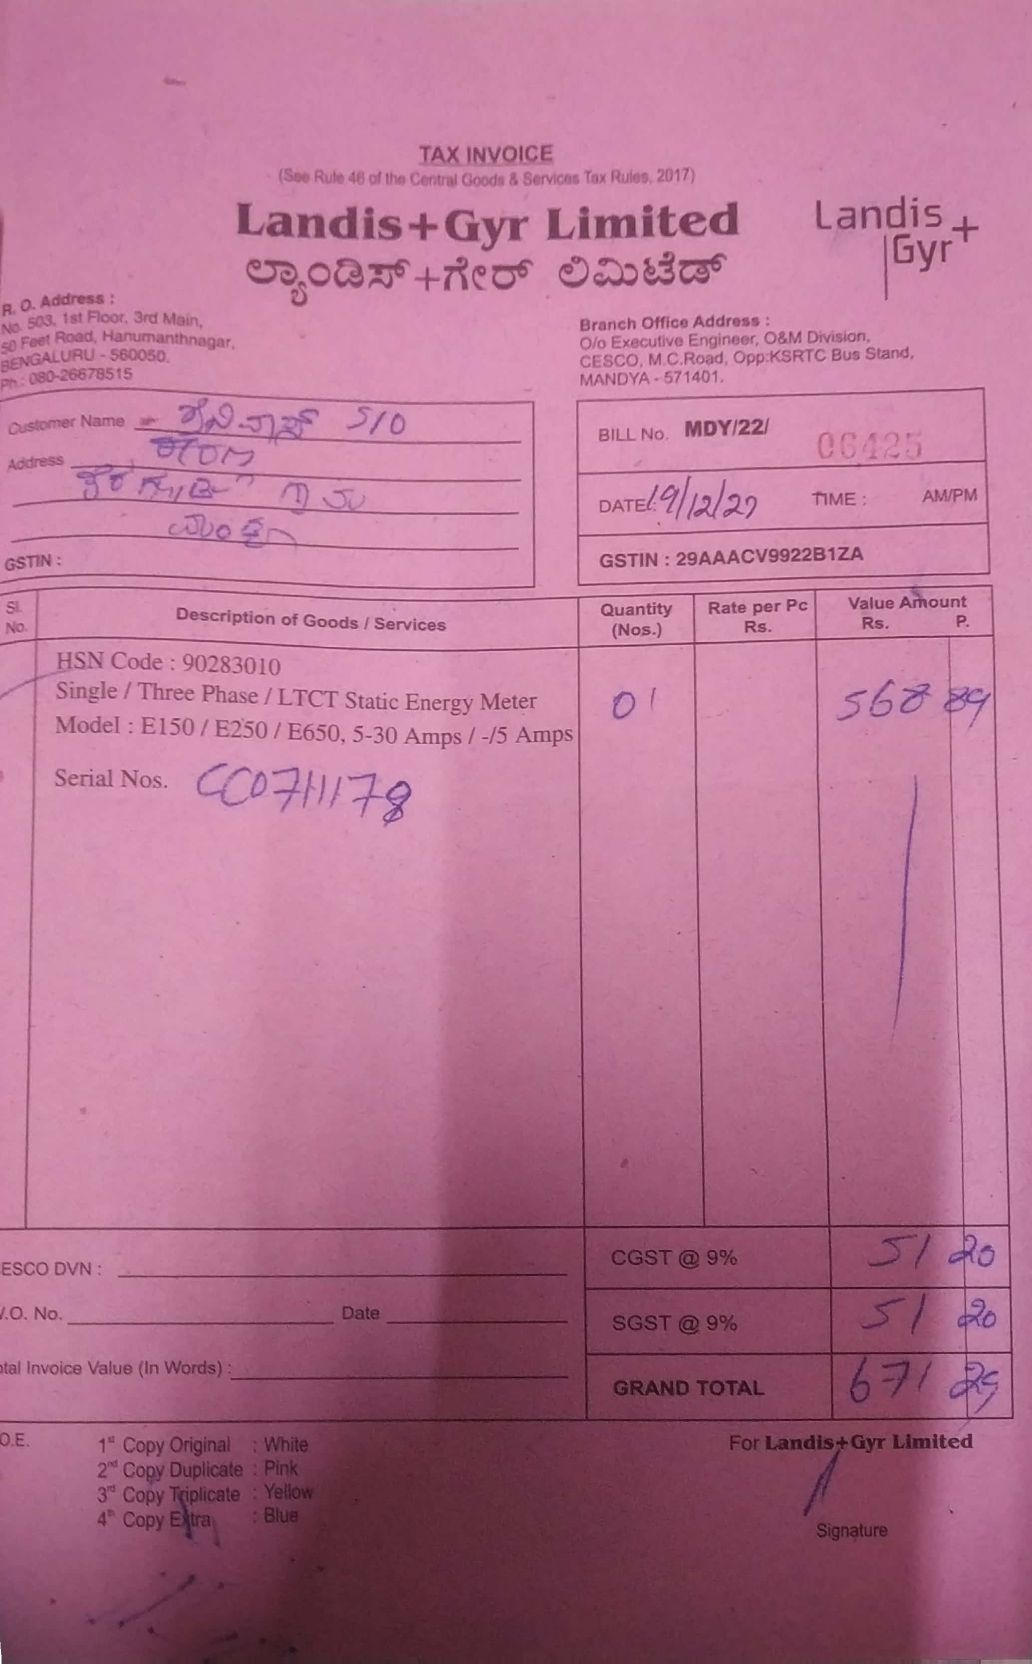 TAX INVOICE
(See Rule 46 of the Central Goods & Services Tax Rules, 2017)
Landis+Gyr Limited
ಲ್ಯಾಂಡಿಸ್+ಗೇರ್ ಲಿಮಿಟೆಡ್
Landis
Gyr+
R. O. Address :
No. 503, 1st Floor, 3rd Main,
50 Feet Road, Hanumanthnagar,
BENGALURU - 560050.
Ph.: 080-26678515
Branch Office Address :
O/o Executive Engineer, O&M Division,
CESCO, M.C.Road, Opp:KSRTC Bus Stand,
MANDYA - 571401.
Customer Name S/O
Address
GSTIN :
BILL No. MDY/22/ 06425
DATE: 19/12/22 TIME : AM/PM
GSTIN : 29AAACV9922B1ZA
Sl. No. Description of Goods / Services Quantity (Nos.) Rate per Pc Rs. Value Amount Rs. P.
HSN Code : 90283010
Single / Three Phase / LTCT Static Energy Meter 01 568 89
Model : E150 / E250 / E650, 5-30 Amps / -/5 Amps
Serial Nos. CC0711178
ESCO DVN : CGST @ 9% 51 20
.O. No. Date SGST @ 9% 51 20
tal Invoice Value (In Words) : GRAND TOTAL 671 29
O.E.
1st Copy Original : White
2nd Copy Duplicate : Pink
3rd Copy Triplicate : Yellow
4th Copy Extra : Blue
For Landis+Gyr Limited
Signature